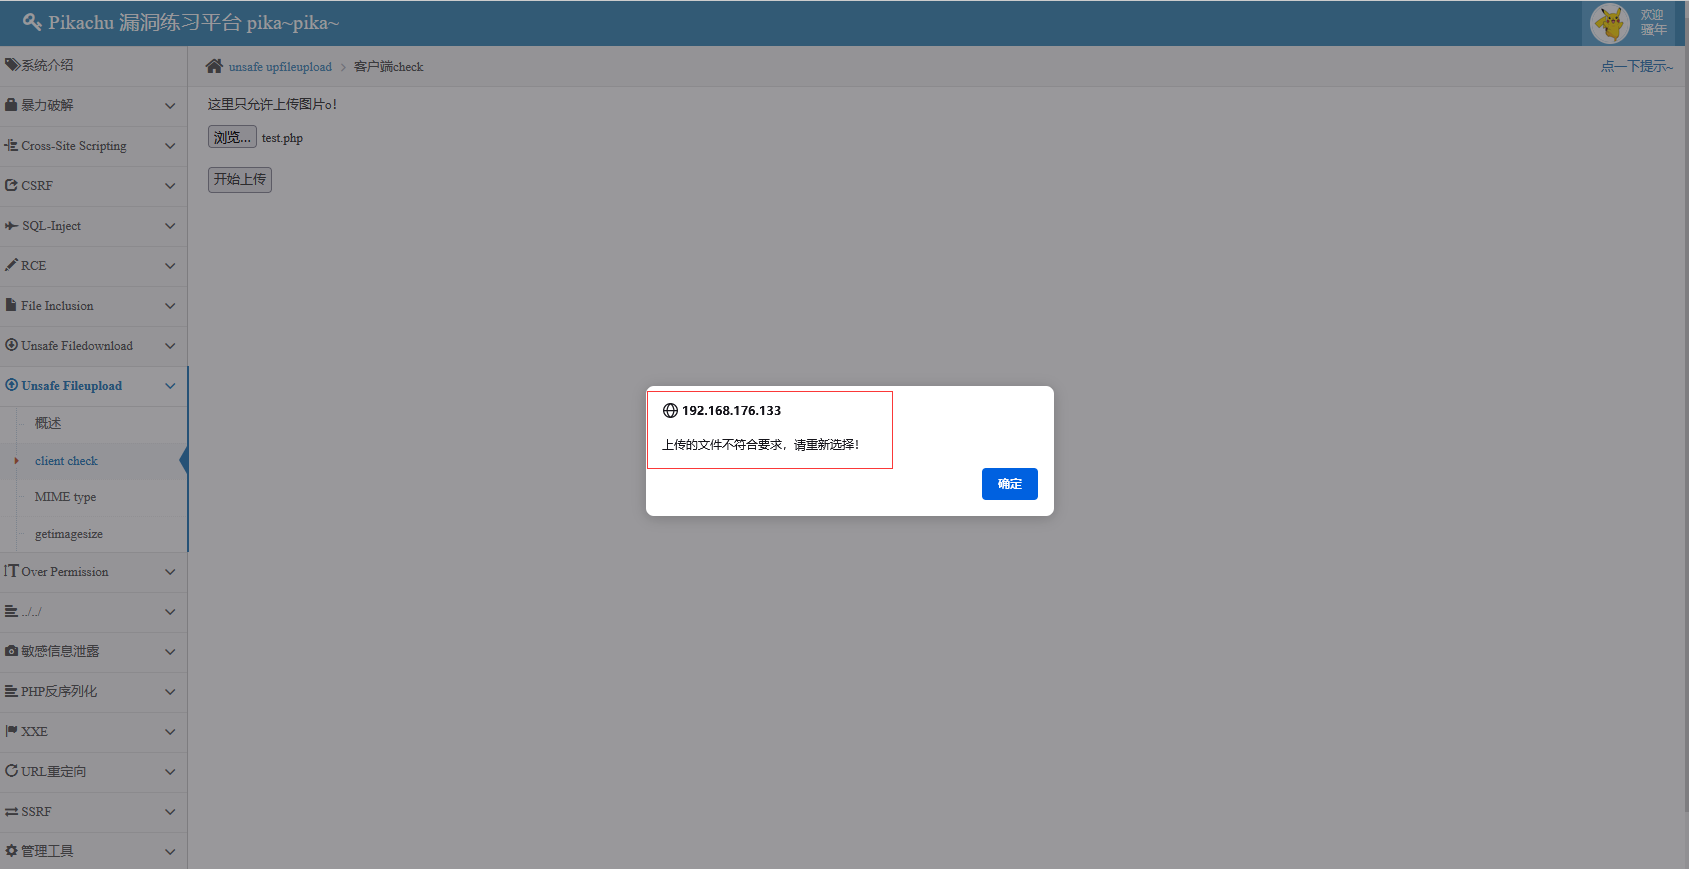 Pikachu 漏洞练习平台 pika~pika~
欢迎
骚年
系统介绍
暴力破解
Cross-Site Scripting
CSRF
SQL-Inject
RCE
File Inclusion
Unsafe Filedownload
Unsafe Fileupload
概述
client check
MIME type
getimagesize
Over Permission
../../
敏感信息泄露
PHP反序列化
XXE
URL重定向
SSRF
管理工具
unsafe upfileupload > 客户端check
点一下提示~
这里只允许上传图片o!
浏览... test.php
开始上传
192.168.176.133
上传的文件不符合要求，请重新选择！
确定